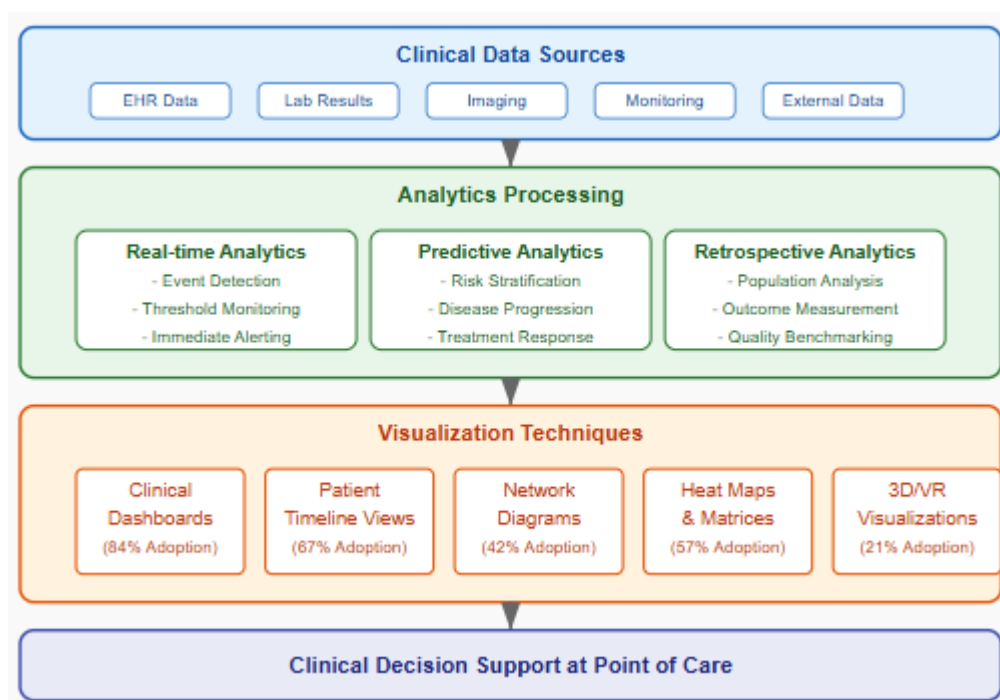 Clinical Data Sources
EHR Data
Lab Results
Imaging
Monitoring
External Data
Analytics Processing
Real-time Analytics
- Event Detection
- Threshold Monitoring
- Immediate Alerting
Predictive Analytics
- Risk Stratification
- Disease Progression
- Treatment Response
Retrospective Analytics
- Population Analysis
- Outcome Measurement
- Quality Benchmarking
Visualization Techniques
Clinical
Dashboards
(84% Adoption)
Patient
Timeline Views
(67% Adoption)
Network
Diagrams
(42% Adoption)
Heat Maps
& Matrices
(57% Adoption)
3D/VR
Visualizations
(21% Adoption)
Clinical Decision Support at Point of Care